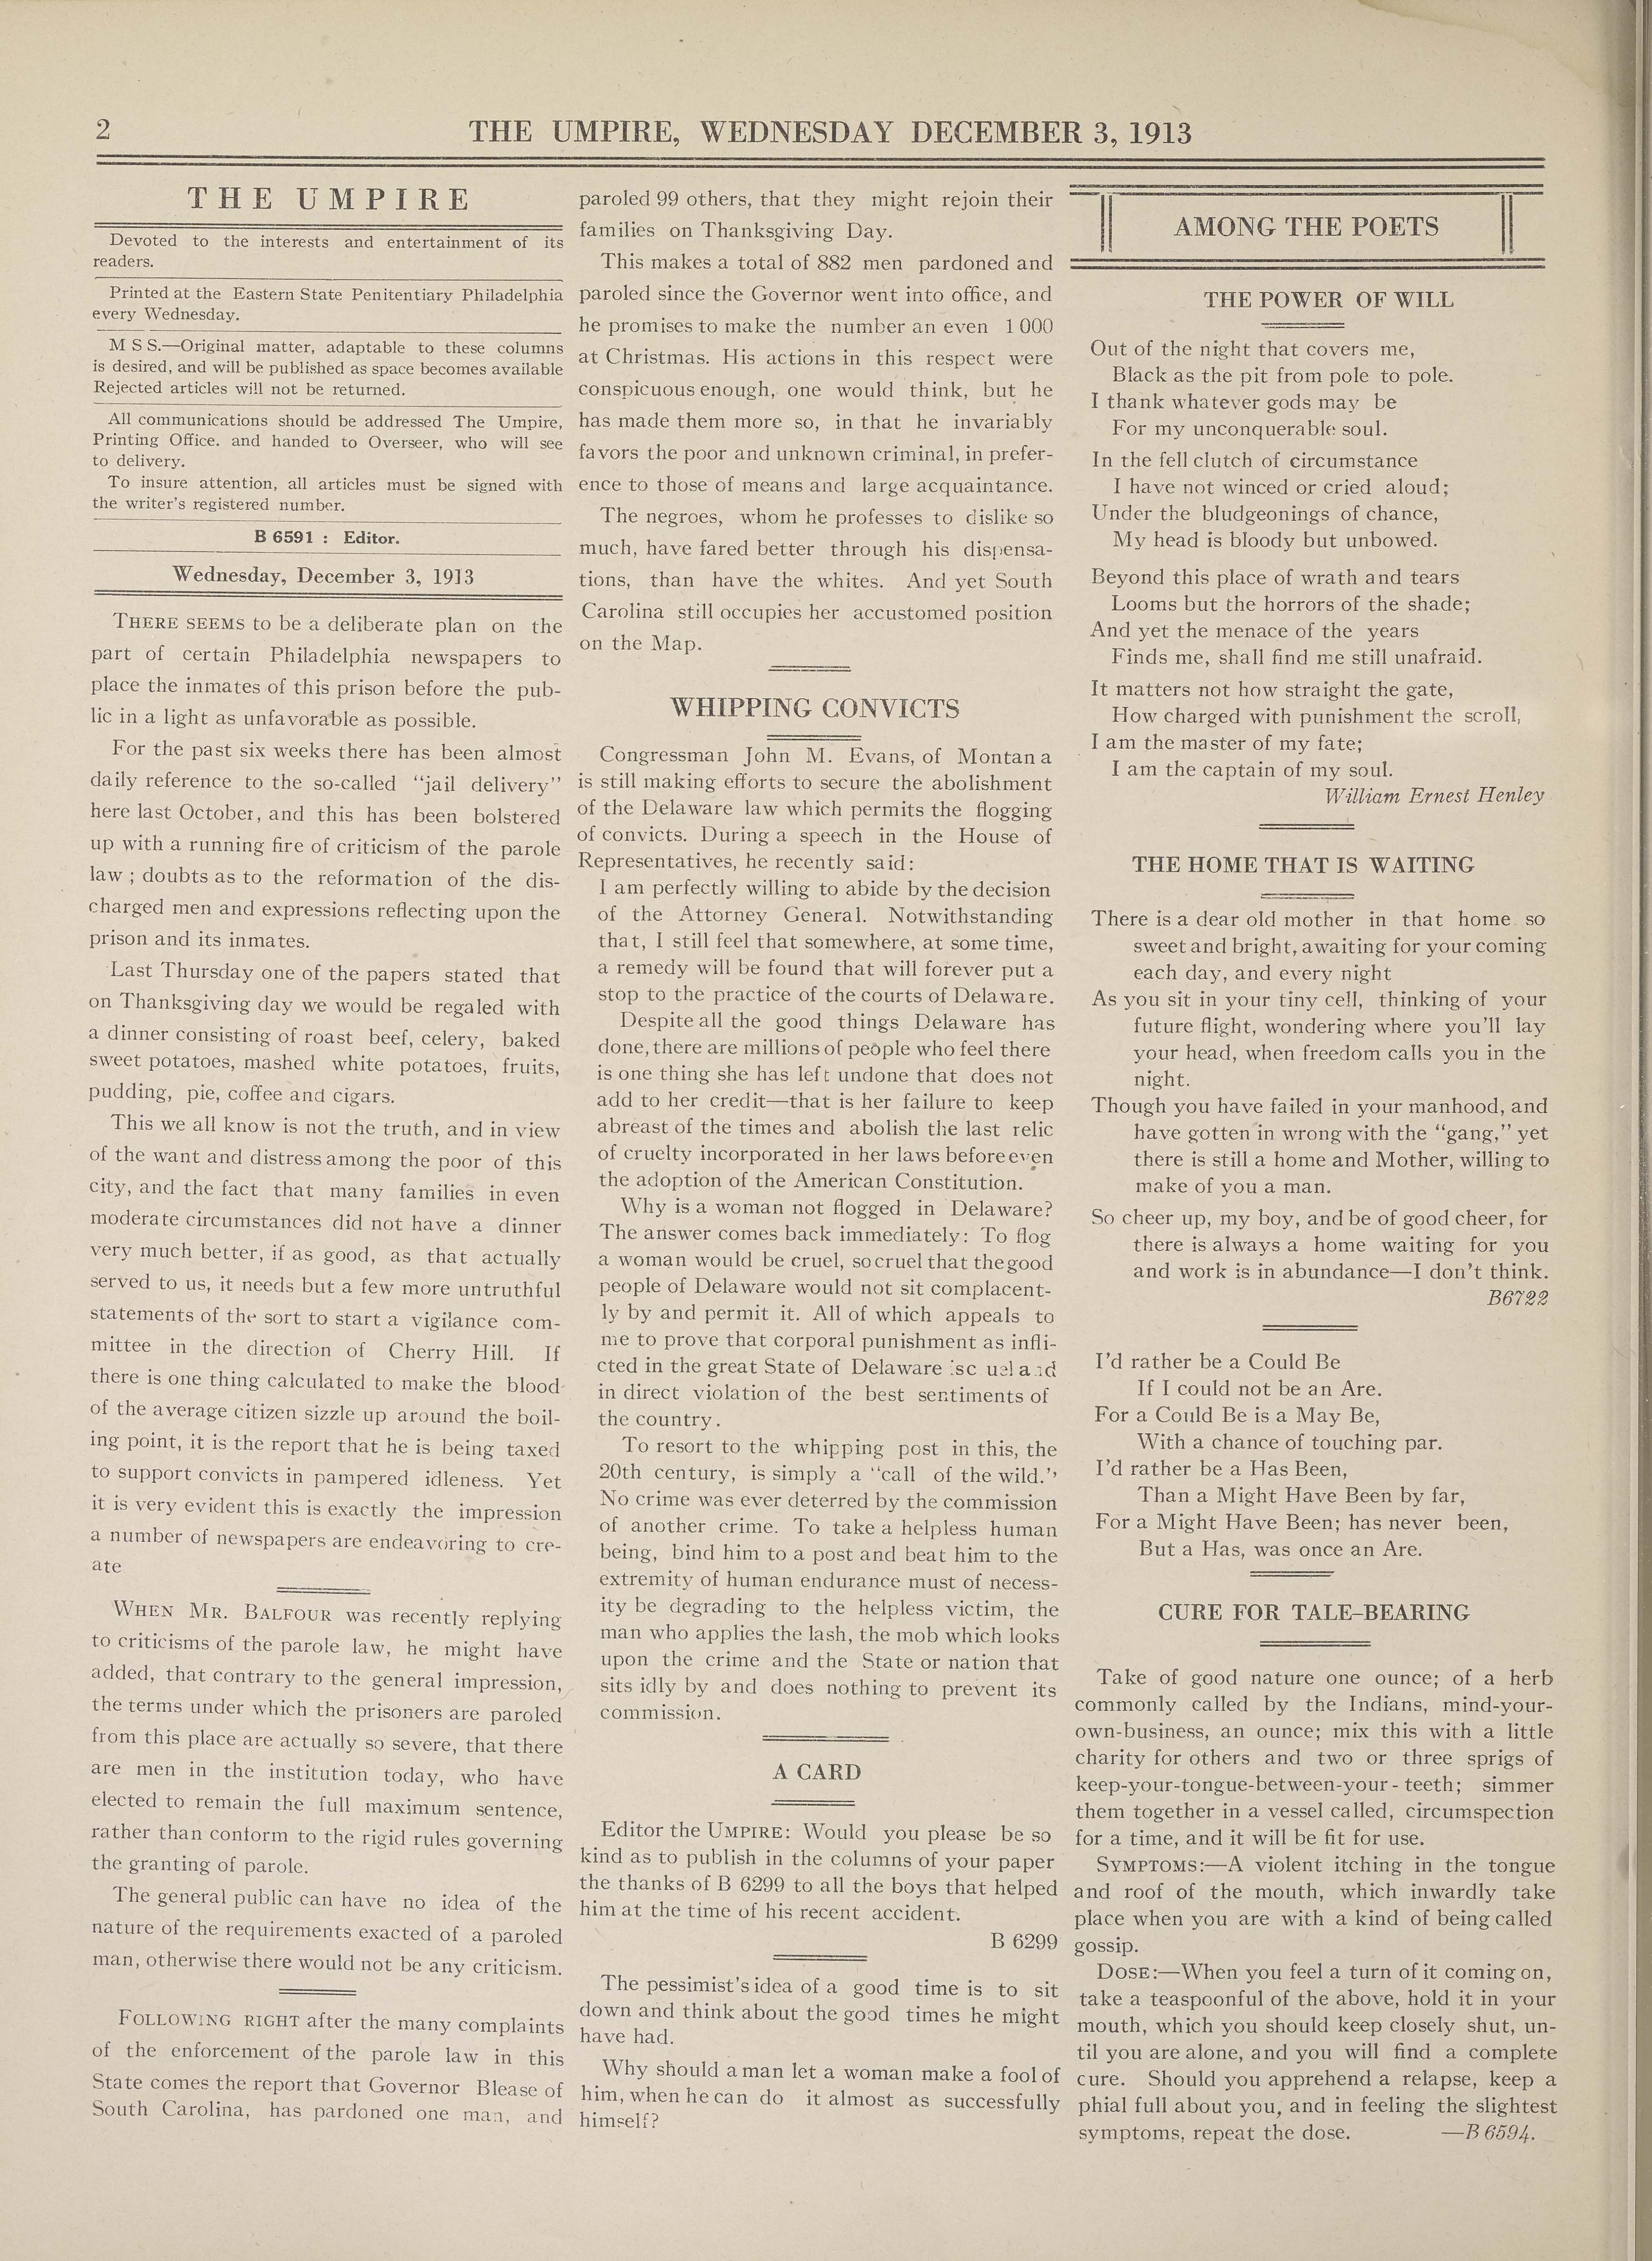 2
THE UMPIRE, WEDNESDAY DECEMBER 3, 1913
THE UMPIRE
Devoted to the interests and entertainment of its
readers.
Printed at the Eastern State Penitentiary Philadelphia
every Wednesday.
M S S.—Original matter, adaptable to these columns
is desired, and will be published as space becomes available
Rejected articles will not be returned.
All communications should be addressed The Umpire,
Printing Office. and handed to Overseer, who will see
to delivery.
To insure attention, all articles must be signed with
the writer's registered number.
B 6591 : Editor.
Wednesday, December 3, 1913
THERE SEEMS to be a deliberate plan on the
part of certain Philadelphia newspapers to
place the inmates of this prison before the pub-
lic in a light as unfavorable as possible.
For the past six weeks there has been almost
daily reference to the so-called "jail delivery"
here last October, and this has been bolstered
up with a running fire of criticism of the parole
law ; doubts as to the reformation of the dis-
charged men and expressions reflecting upon the
prison and its inmates.
Last Thursday one of the papers stated that
on Thanksgiving day we would be regaled with
a dinner consisting of roast beef, celery, baked
sweet potatoes, mashed white potatoes, fruits,
pudding, pie, coffee and cigars.
This we all know is not the truth, and in view
of the want and distress among the poor of this
city, and the fact that many families in even
moderate circumstances did not have a dinner
very much better, if as good, as that actually
served to us, it needs but a few more untruthful
statements of the sort to start a vigilance com-
mittee in the direction of Cherry Hill. If
there is one thing calculated to make the blood
of the average citizen sizzle up around the boil-
ing point, it is the report that he is being taxed
to support convicts in pampered idleness. Yet
it is very evident this is exactly the impression
a number of newspapers are endeavoring to cre-
ate
WHEN MR. BALFOUR was recently replying
to criticisms of the parole law, he might have
added, that contrary to the general impression,
the terms under which the prisoners are paroled
from this place are actually so severe, that there
are men in the institution today, who have
elected to remain the full maximum sentence,
rather than conform to the rigid rules governing
the granting of parole.
The general public can have no idea of the
nature of the requirements exacted of a paroled
man, otherwise there would not be any criticism.
FOLLOWING RIGHT after the many complaints
of the enforcement of the parole law in this
State comes the report that Governor Blease of
South Carolina, has pardoned one man, and
paroled 99 others, that they might rejoin their
families on Thanksgiving Day.
This makes a total of 882 men pardoned and
paroled since the Governor went into office, and
he promises to make the number an even 1 000
at Christmas. His actions in this respect were
conspicuous enough, one would think, but he
has made them more so, in that he invariably
favors the poor and unknown criminal, in prefer-
ence to those of means and large acquaintance.
The negroes, whom he professes to dislike so
much, have fared better through his dispensa-
tions, than have the whites. And yet South
Carolina still occupies her accustomed position
on the Map.
WHIPPING CONVICTS
Congressman John M. Evans, of Montana
is still making efforts to secure the abolishment
of the Delaware law which permits the flogging
of convicts. During a speech in the House of
Representatives, he recently said:
I am perfectly willing to abide by the decision
of the Attorney General. Notwithstanding
that, I still feel that somewhere, at some time,
a remedy will be found that will forever put a
stop to the practice of the courts of Delaware.
Despite all the good things Delaware has
done, there are millions of people who feel there
is one thing she has left undone that does not
add to her credit—that is her failure to keep
abreast of the times and abolish the last relic
of cruelty incorporated in her laws before even
the adoption of the American Constitution.
Why is a woman not flogged in Delaware?
The answer comes back immediately: To flog
a woman would be cruel, so cruel that the good
people of Delaware would not sit complacent-
ly by and permit it. All of which appeals to
me to prove that corporal punishment as infli-
cted in the great State of Delaware
in direct violation of the best sentiments of
the country.
To resort to the whipping post in this, the
20th century, is simply a "call of the wild."
No crime was ever deterred by the commission
of another crime. To take a helpless human
being, bind him to a post and beat him to the
extremity of human endurance must of necess-
ity be degrading to the helpless victim, the
man who applies the lash, the mob which looks
upon the crime and the State or nation that
sits idly by and does nothing to prevent its
commission.
A CARD
Editor the UMPIRE: Would you please be so
kind as to publish in the columns of your paper
the thanks of B 6299 to all the boys that helped
him at the time of his recent accident.
B 6299
The pessimist's idea of a good time is to sit
down and think about the good times he might
have had.
Why should a man let a woman make a fool of
him, when he can do it almost as successfully
himself?
AMONG THE POETS
THE POWER OF WILL
Out of the night that covers me,
Black as the pit from pole to pole.
I thank whatever gods may be
For my unconquerable soul.
In the fell clutch of circumstance
I have not winced or cried aloud;
Under the bludgeonings of chance,
My head is bloody but unbowed.
Beyond this place of wrath and tears
Looms but the horrors of the shade;
And yet the menace of the years
Finds me, shall find me still unafraid.
It matters not how straight the gate,
How charged with punishment the scroll,
I am the master of my fate;
I am the captain of my soul.
William Ernest Henley
THE HOME THAT IS WAITING
There is a dear old mother in that home so
sweet and bright, awaiting for your coming
each day, and every night
As you sit in your tiny cell, thinking of your
future flight, wondering where you'll lay
your head, when freedom calls you in the
night.
Though you have failed in your manhood, and
have gotten in wrong with the "gang," yet
there is still a home and Mother, willing to
make of you a man.
So cheer up, my boy, and be of good cheer, for
there is always a home waiting for you
and work is in abundance—I don't think.
B6722
I'd rather be a Could Be
If I could not be an Are.
For a Could Be is a May Be,
With a chance of touching par.
I'd rather be a Has Been,
Than a Might Have Been by far,
For a Might Have Been; has never been,
But a Has, was once an Are.
CURE FOR TALE-BEARING
Take of good nature one ounce; of a herb
commonly called by the Indians, mind-your-
own-business, an ounce; mix this with a little
charity for others and two or three sprigs of
keep-your-tongue-between-your-teeth; simmer
them together in a vessel called, circumspection
for a time, and it will be fit for use.
SYMPTOMS:—A violent itching in the tongue
and roof of the mouth, which inwardly take
place when you are with a kind of being called
gossip.
DOSE:—When you feel a turn of it coming on,
take a teaspoonful of the above, hold it in your
mouth, which you should keep closely shut, un-
til you are alone, and you will find a complete
cure. Should you apprehend a relapse, keep a
phial full about you, and in feeling the slightest
symptoms, repeat the dose. —B 6594.